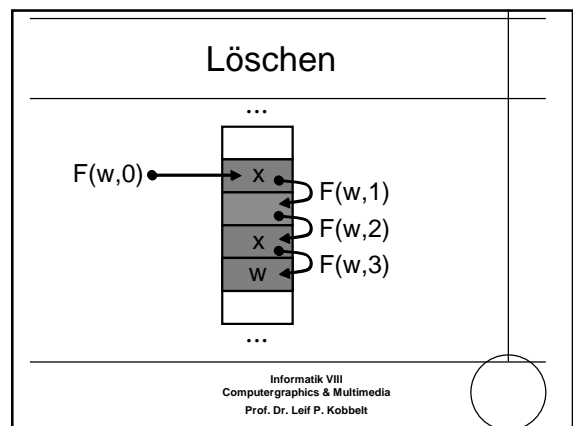 Löschen
...
F(w,0)
x
F(w,1)
F(w,2)
x
F(w,3)
w
...
Informatik VIII
Computergraphics & Multimedia
Prof. Dr. Leif P. Kobbelt